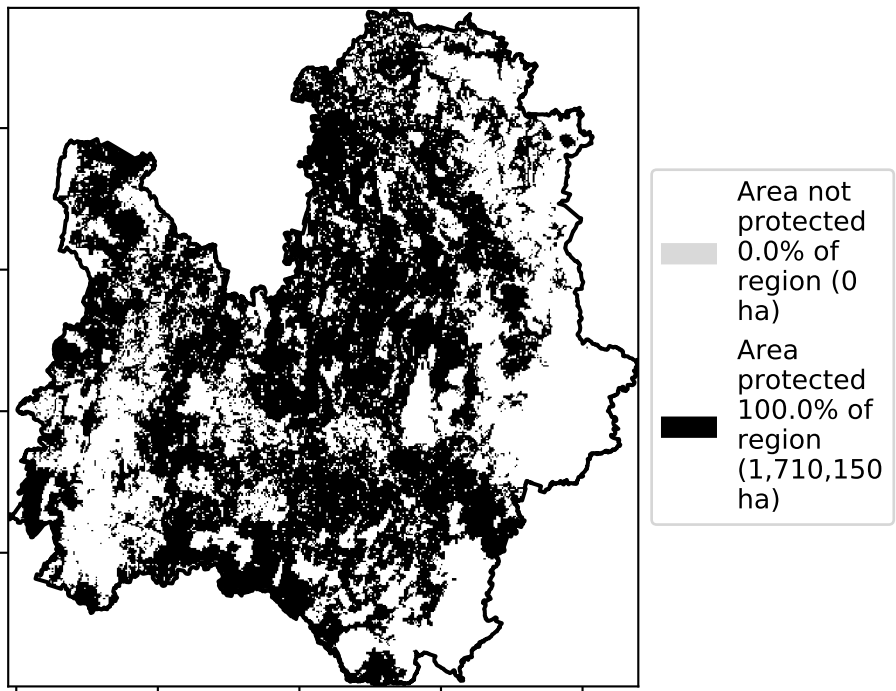 Area not
protected
0.0% of
region (0
ha)
Area
protected
100.0% of
region
(1,710,150
ha)